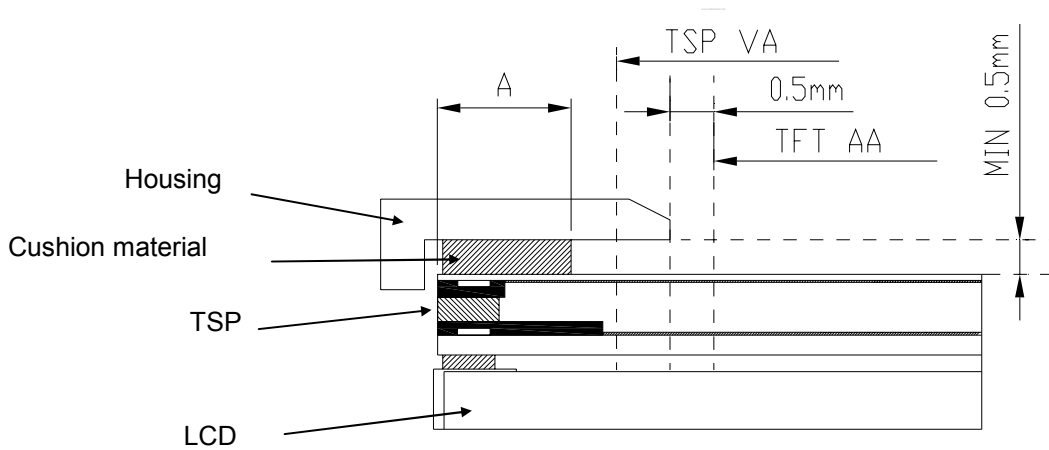 TSP VA
A
0.5mm
TFT AA
MIN 0.5mm
Housing
Cushion material
TSP
LCD